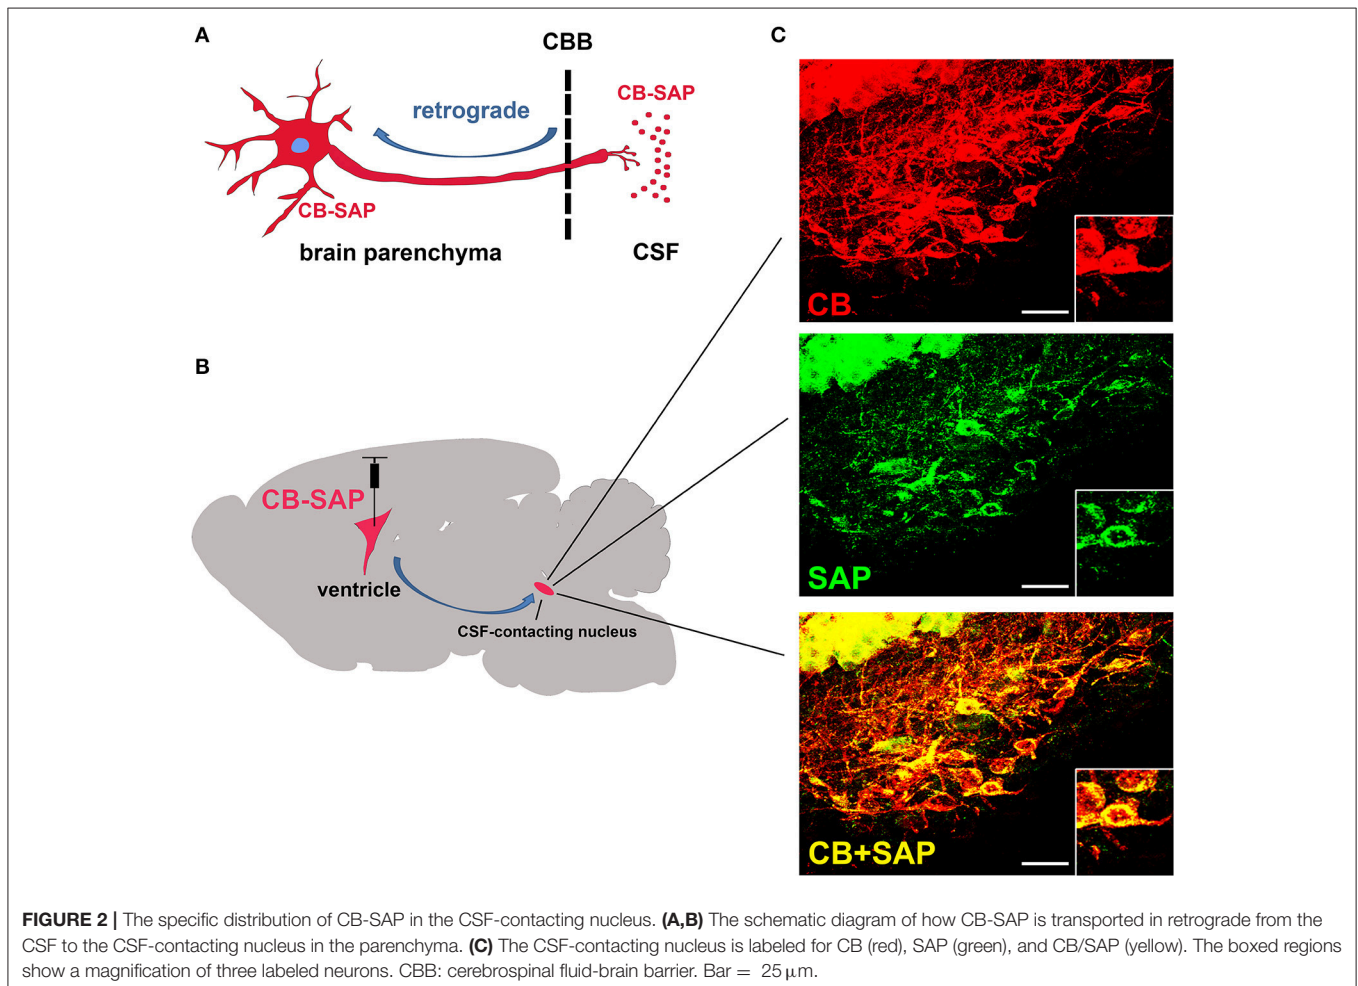 A
CBB
retrograde
CB-SAP
CB-SAP
brain parenchyma
CSF
B
CB-SAP
ventricle
CSF-contacting nucleus
C
CB
SAP
CB+SAP
FIGURE 2 | The specific distribution of CB-SAP in the CSF-contacting nucleus. (A,B) The schematic diagram of how CB-SAP is transported in retrograde from the
CSF to the CSF-contacting nucleus in the parenchyma. (C) The CSF-contacting nucleus is labeled for CB (red), SAP (green), and CB/SAP (yellow). The boxed regions
show a magnification of three labeled neurons. CBB: cerebrospinal fluid-brain barrier. Bar = 25 μm.